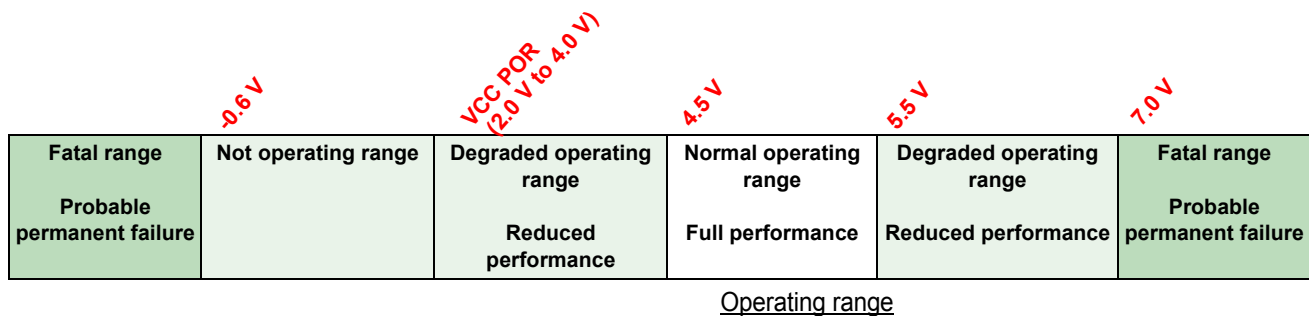 -0.6 V
VCC POR
(2.0 V to 4.0 V)
4.5 V
5.5 V
7.0 V
Fatal range
Probable
permanent failure
Not operating range
Degraded operating
range
Reduced
performance
Normal operating
range
Full performance
Degraded operating
range
Reduced performance
Fatal range
Probable
permanent failure
Operating range